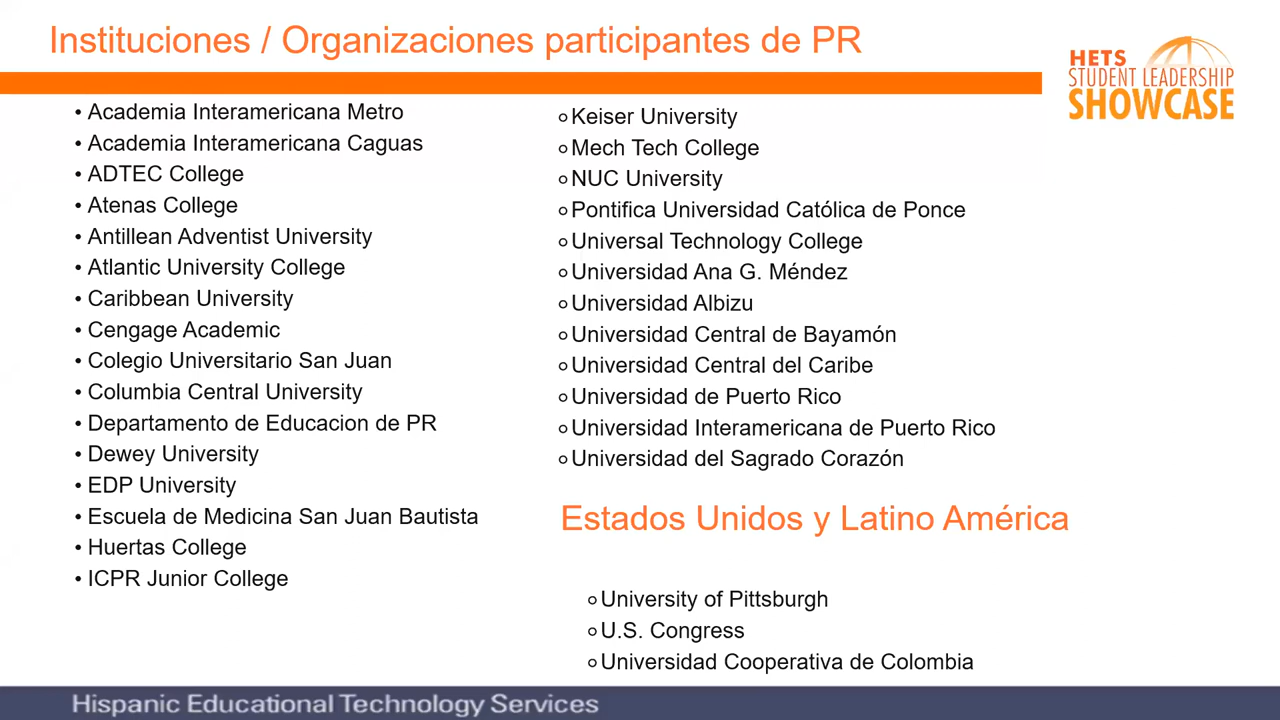 Instituciones / Organizaciones participantes de PR
HETS
STUDENT LEADERSHIP
SHOWCASE
• Academia Interamericana Metro
• Academia Interamericana Caguas
• ADTEC College
• Atenas College
• Antillean Adventist University
• Atlantic University College
• Caribbean University
• Cengage Academic
• Colegio Universitario San Juan
• Columbia Central University
• Departamento de Educacion de PR
• Dewey University
• EDP University
• Escuela de Medicina San Juan Bautista
• Huertas College
• ICPR Junior College
○ Keiser University
○ Mech Tech College
○ NUC University
○ Pontifica Universidad Católica de Ponce
○ Universal Technology College
○ Universidad Ana G. Méndez
○ Universidad Albizu
○ Universidad Central de Bayamón
○ Universidad Central del Caribe
○ Universidad de Puerto Rico
○ Universidad Interamericana de Puerto Rico
○ Universidad del Sagrado Corazón
Estados Unidos y Latino América
○ University of Pittsburgh
○ U.S. Congress
○ Universidad Cooperativa de Colombia
Hispanic Educational Technology Services